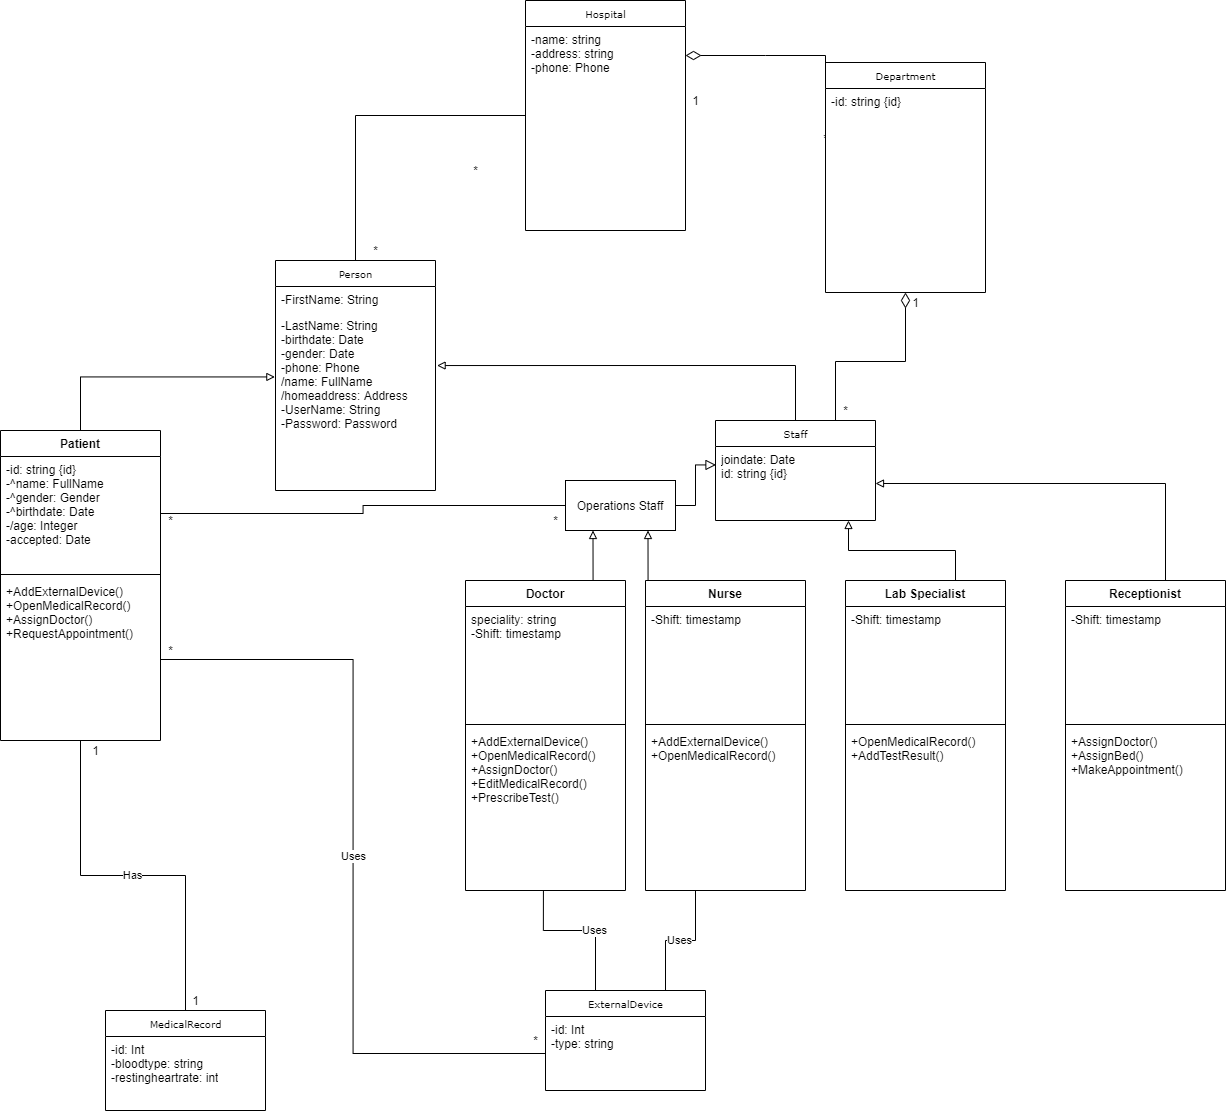 Hospital
-name: string
-address: string
-phone: Phone
Department
-id: string {id}
1
*
*
*
Person
-FirstName: String
-LastName: String
-birthdate: Date
-gender: Date
-phone: Phone
/name: FullName
/homeaddress: Address
-UserName: String
-Password: Password
1
*
Staff
joindate: Date
id: string {id}
Patient
-id: string {id}
-^name: FullName
-^gender: Gender
-^birthdate: Date
-/age: Integer
-accepted: Date
+AddExternalDevice()
+OpenMedicalRecord()
+AssignDoctor()
+RequestAppointment()
Operations Staff
*
*
Doctor
speciality: string
-Shift: timestamp
+AddExternalDevice()
+OpenMedicalRecord()
+AssignDoctor()
+EditMedicalRecord()
+PrescribeTest()
Nurse
-Shift: timestamp
+AddExternalDevice()
+OpenMedicalRecord()
Lab Specialist
-Shift: timestamp
+OpenMedicalRecord()
+AddTestResult()
Receptionist
-Shift: timestamp
+AssignDoctor()
+AssignBed()
+MakeAppointment()
*
1
Uses
Has
Uses
Uses
1
*
MedicalRecord
-id: Int
-bloodtype: string
-restingheartrate: int
ExternalDevice
-id: Int
-type: string